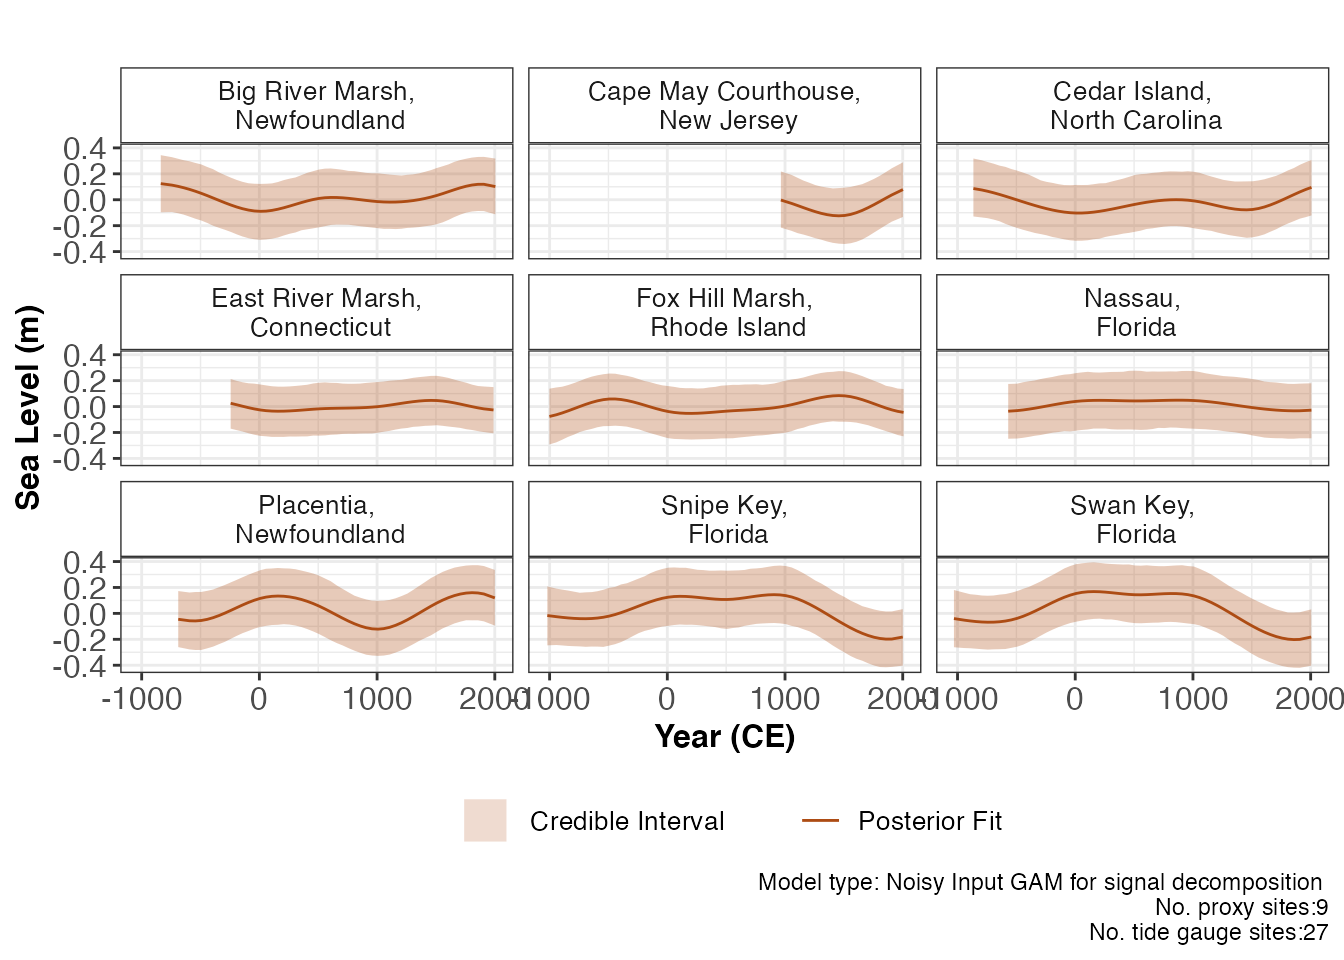 Big River Marsh,
Newfoundland
Cape May Courthouse,
New Jersey
Cedar Island,
North Carolina
0.4
0.2
0.0
-0.2
-0.4
East River Marsh,
Connecticut
Fox Hill Marsh,
Rhode Island
Nassau,
Florida
0.4
0.2
0.0
-0.2
-0.4
Sea Level (m)
Placentia,
Newfoundland
Snipe Key,
Florida
Swan Key,
Florida
0.4
0.2
0.0
-0.2
-0.4
-1000 0 1000 2000 -1000 0 1000 2000 -1000 0 1000 2000
Year (CE)
Credible Interval Posterior Fit
Model type: Noisy Input GAM for signal decomposition
No. proxy sites:9
No. tide gauge sites:27